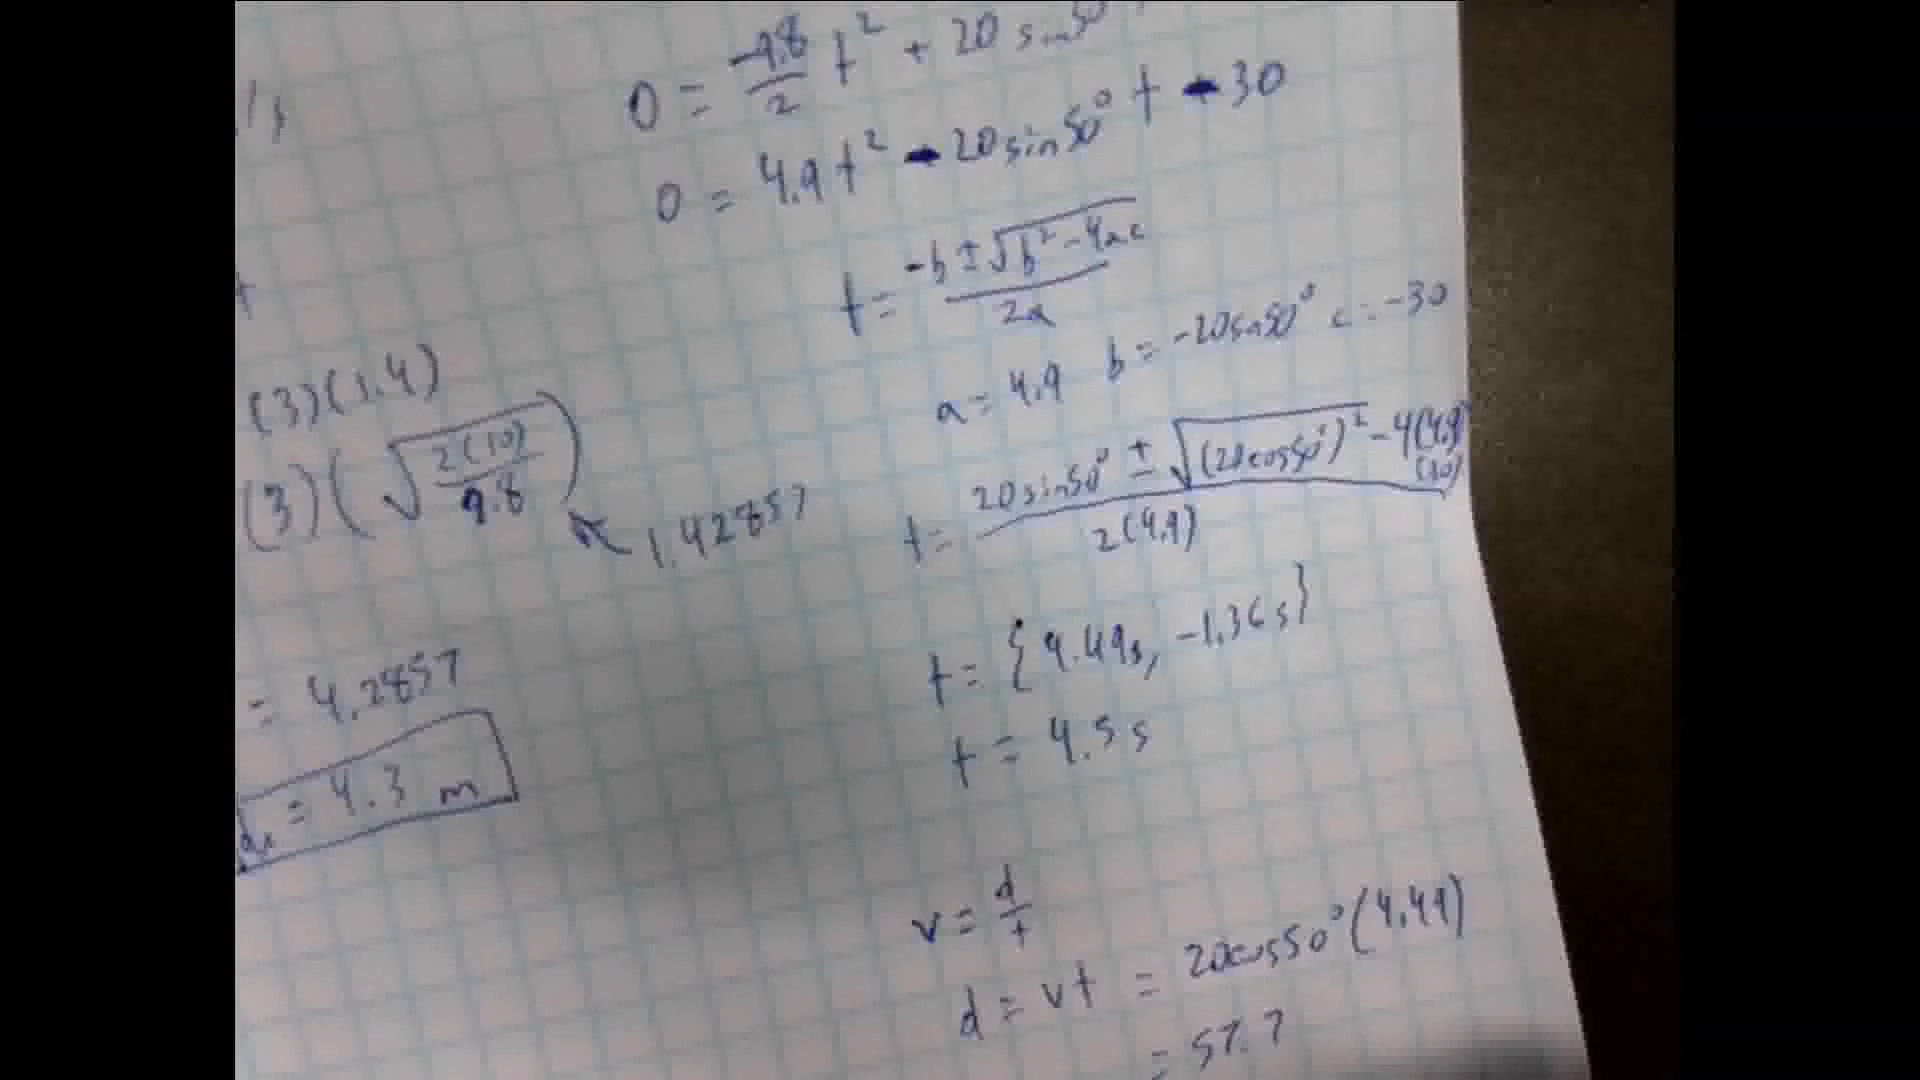 /s
(3)(1.4)
(3)(√(2(10)/9.8)) ↖ 1.42857
= 4.2857
dx = 4.3 m
0 = -9.8/2 t² + 20 sin50
0 = 4.9t² - 20sin50° t - 30
t = (-b ± √(b² - 4ac))/2a
a = 4.9 b = -20sin50° c = -30
t = (20sin50° ± √((20cos50°)² - 4(4.9)(30)))/2(4.9)
t = {4.49s, -1.36s}
t = 4.5s
v = d/t
d = vt = 20cos50°(4.49)
= 57.7